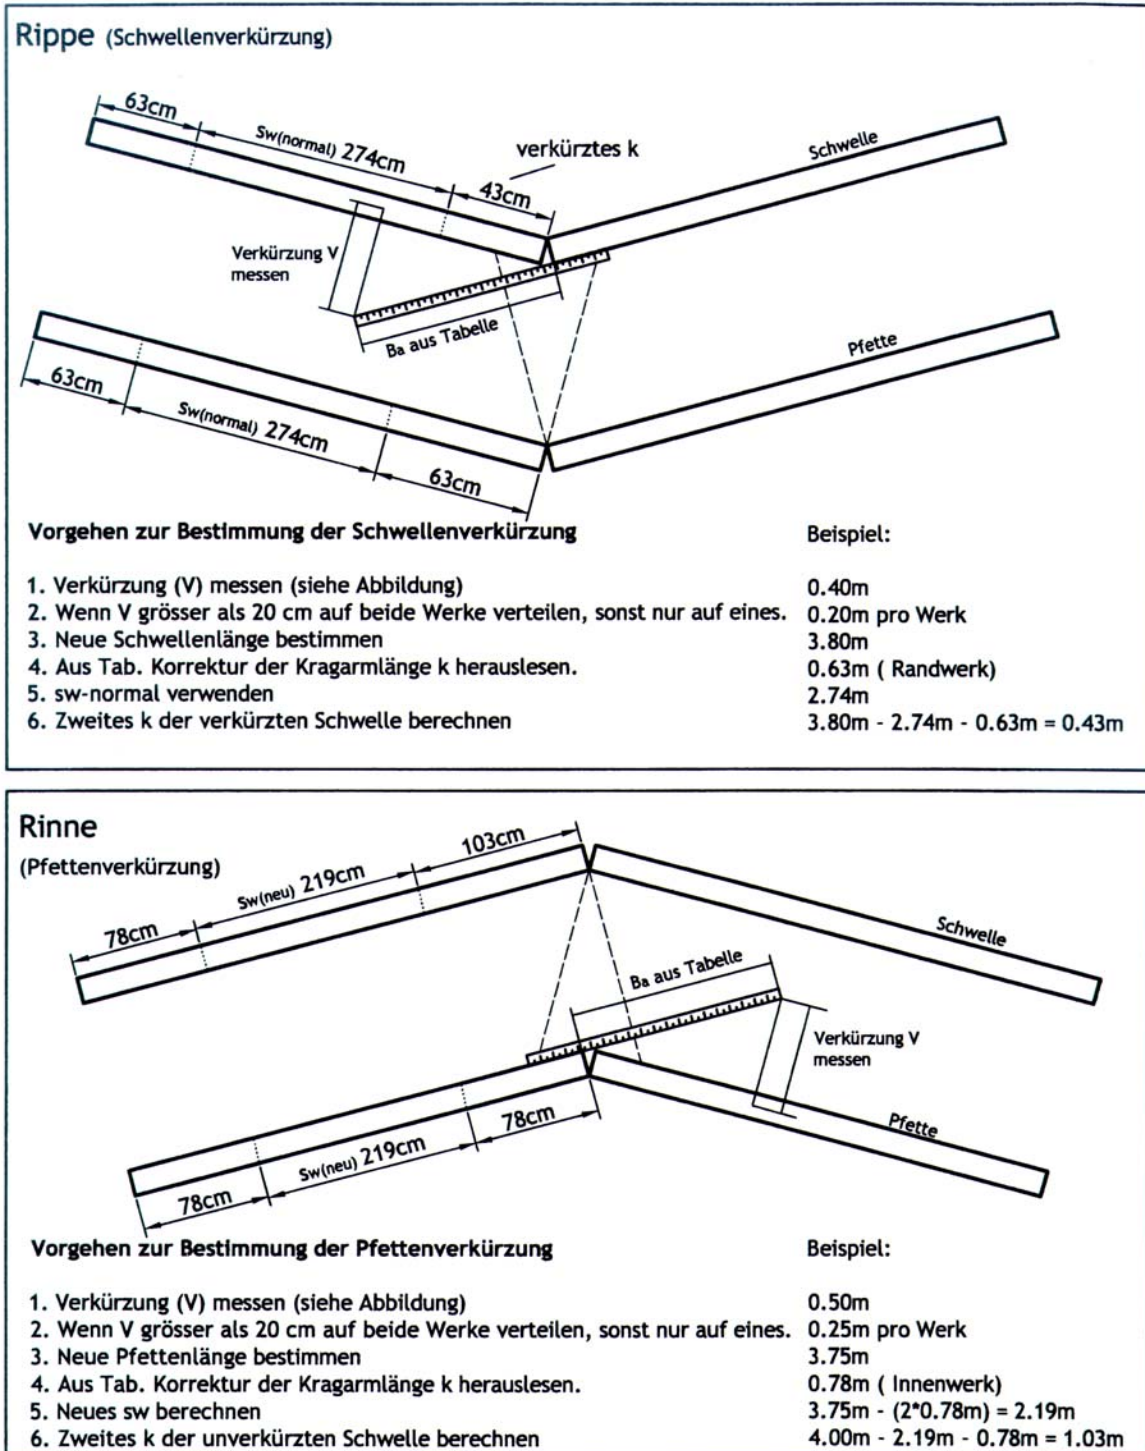 Rippe (Schwellenverkürzung)
63cm
Sw(normal) 274cm
verkürztes k
43cm
Schwelle
Verkürzung V
messen
Ba aus Tabelle
Pfette
63cm
Sw(normal) 274cm
63cm
Vorgehen zur Bestimmung der Schwellenverkürzung Beispiel:
1. Verkürzung (V) messen (siehe Abbildung) 0.40m
2. Wenn V grösser als 20 cm auf beide Werke verteilen, sonst nur auf eines. 0.20m pro Werk
3. Neue Schwellenlänge bestimmen 3.80m
4. Aus Tab. Korrektur der Kragarmlänge k herauslesen. 0.63m ( Randwerk)
5. sw-normal verwenden 2.74m
6. Zweites k der verkürzten Schwelle berechnen 3.80m - 2.74m - 0.63m = 0.43m
Rinne
(Pfettenverkürzung)
103cm
Sw(neu) 219cm
78cm
Schwelle
Ba aus Tabelle
Verkürzung V
messen
78cm
Pfette
Sw(neu) 219cm
78cm
Vorgehen zur Bestimmung der Pfettenverkürzung Beispiel:
1. Verkürzung (V) messen (siehe Abbildung) 0.50m
2. Wenn V grösser als 20 cm auf beide Werke verteilen, sonst nur auf eines. 0.25m pro Werk
3. Neue Pfettenlänge bestimmen 3.75m
4. Aus Tab. Korrektur der Kragarmlänge k herauslesen. 0.78m ( Innenwerk)
5. Neues sw berechnen 3.75m - (2*0.78m) = 2.19m
6. Zweites k der unverkürzten Schwelle berechnen 4.00m - 2.19m - 0.78m = 1.03m